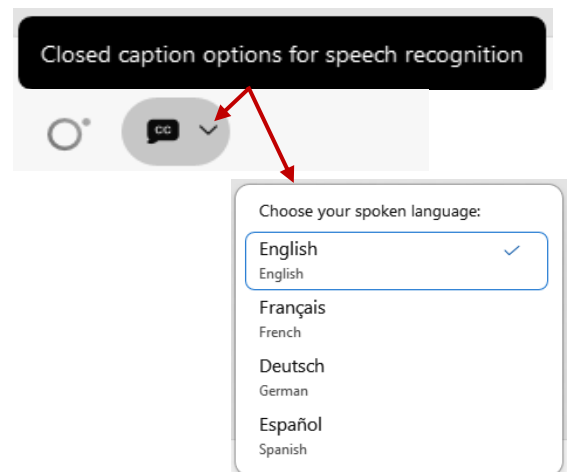 Closed caption options for speech recognition
CC
Choose your spoken language:
English
English
Français
French
Deutsch
German
Español
Spanish